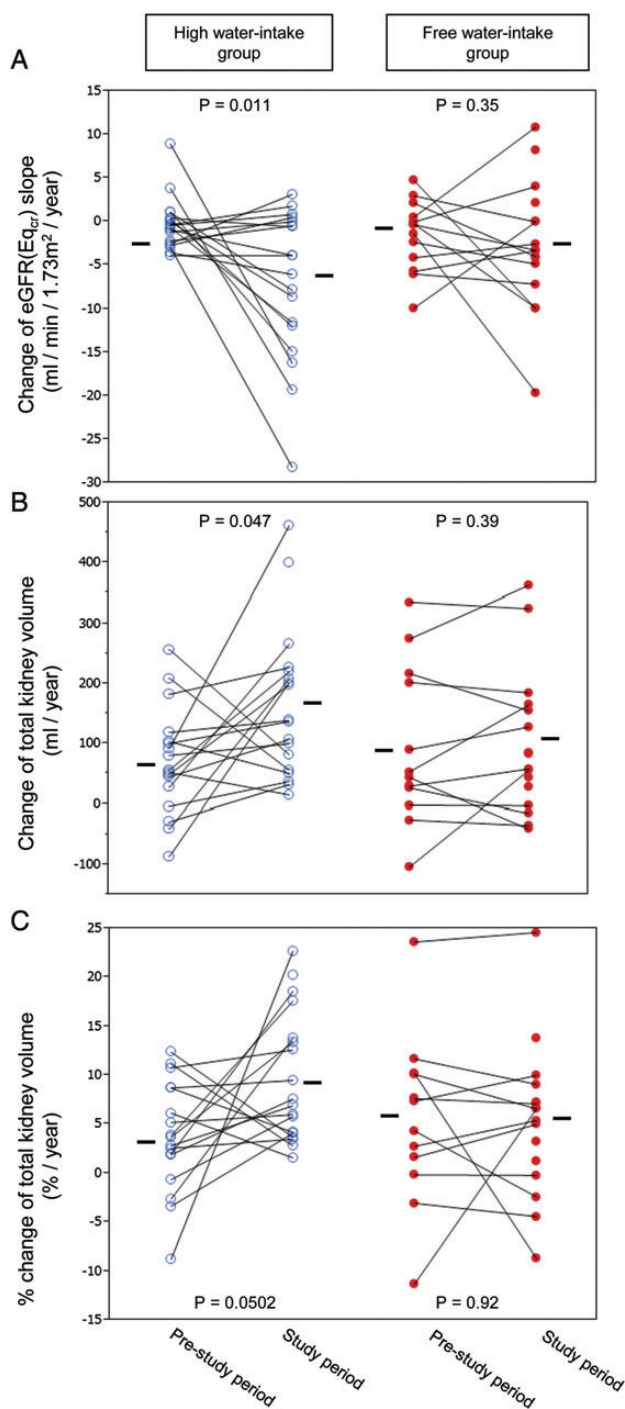 High water-intake
group
Free water-intake
group
A
Change of eGFR(Eqcr) slope
(ml / min / 1.73m² / year)
15
10
5
0
-5
-10
-15
-20
-25
-30
P = 0.011
P = 0.35
B
Change of total kidney volume
(ml / year)
500
400
300
200
100
0
-100
P = 0.047
P = 0.39
C
% change of total kidney volume
(% / year)
25
20
15
10
5
0
-5
-10
-15
P = 0.0502
P = 0.92
Pre-study period
Study period
Pre-study period
Study period